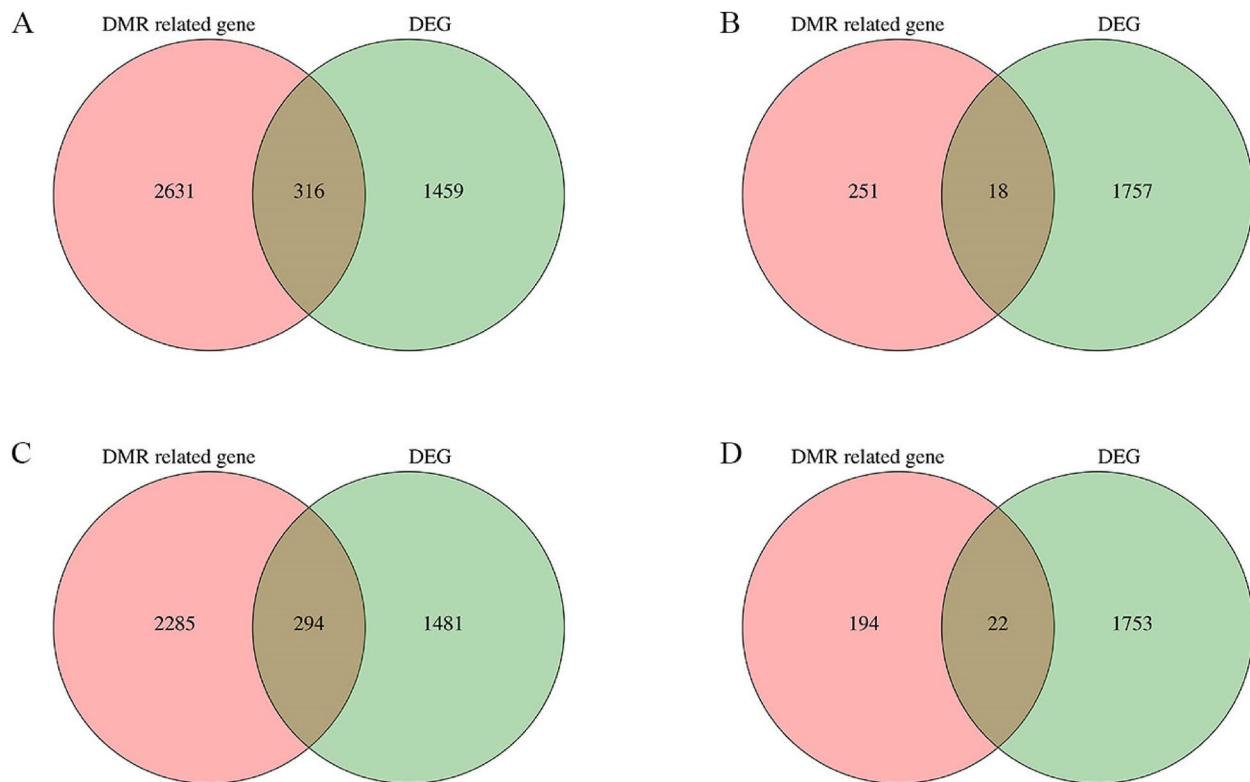 A
DMR related gene DEG
2631 316 1459
B
DMR related gene DEG
251 18 1757
C
DMR related gene DEG
2285 294 1481
D
DMR related gene DEG
194 22 1753